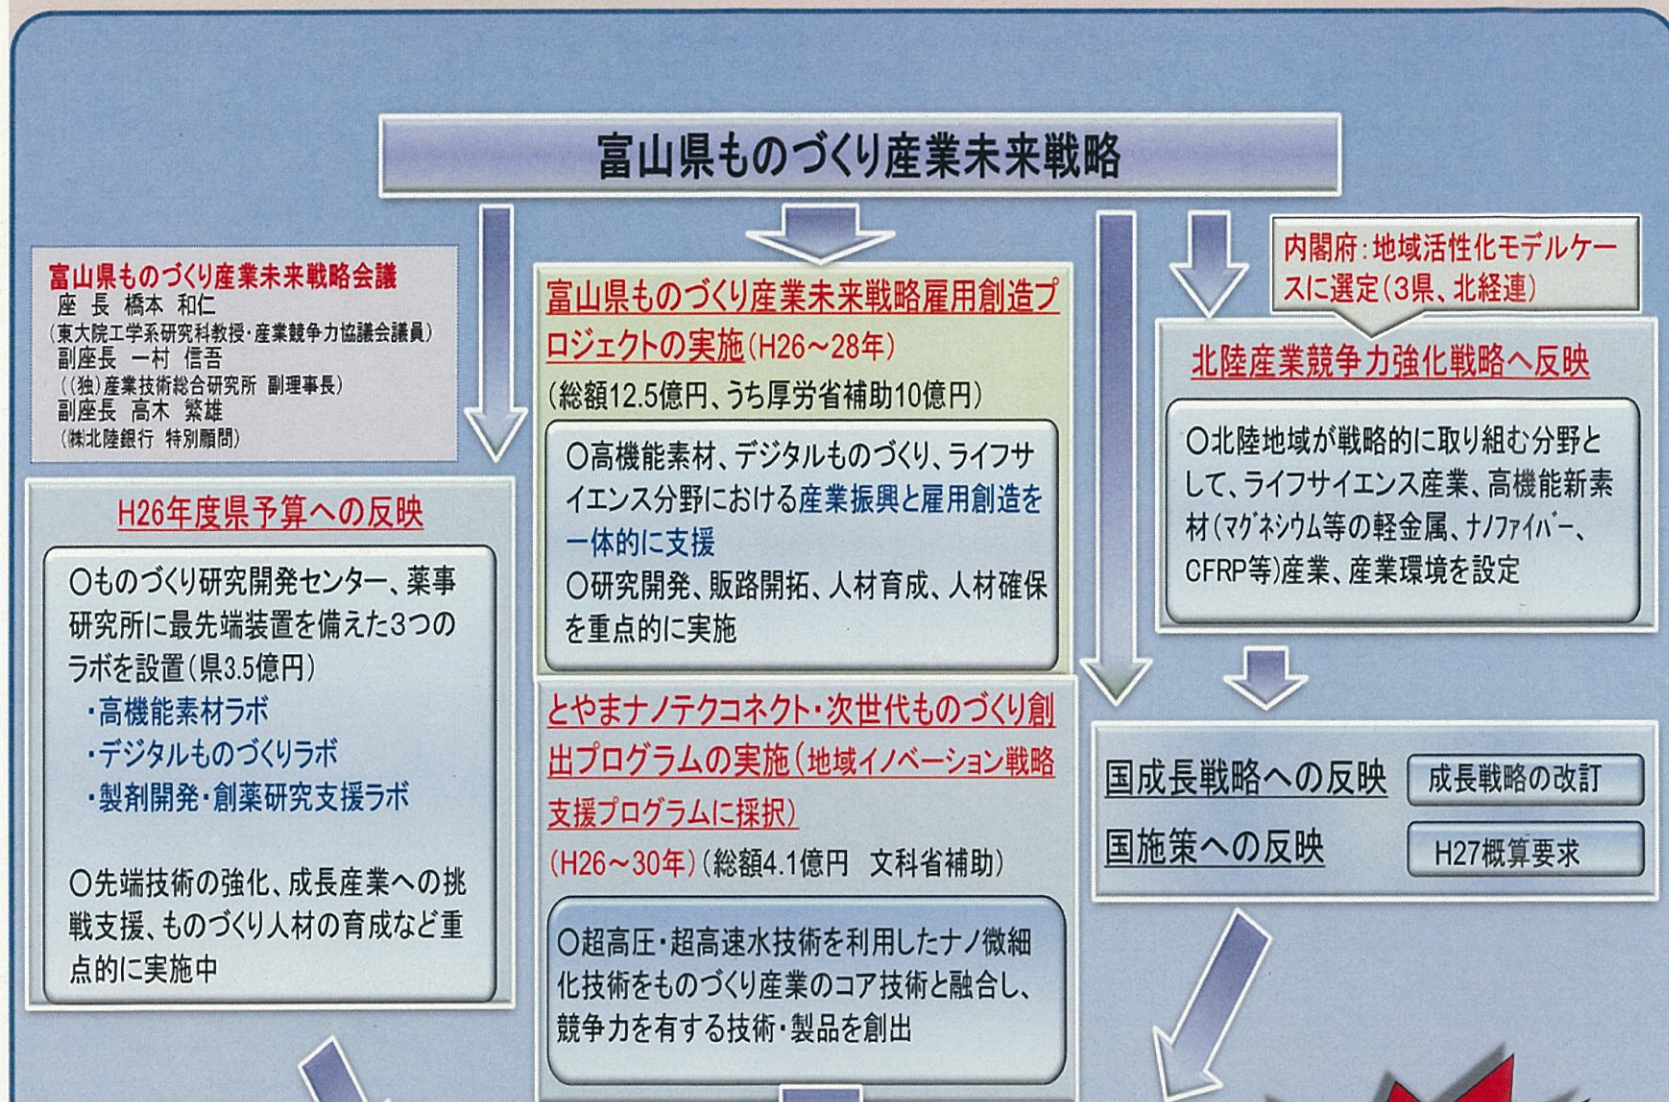 富山県ものづくり産業未来戦略
富山県ものづくり産業未来戦略会議
座 長 橋本 和仁
(東大院工学系研究科教授・産業競争力協議会議員)
副座長 一村 信吾
((独)産業技術総合研究所 副理事長)
副座長 高木 繁雄
(㈱北陸銀行 特別顧問)
H26年度県予算への反映
○ものづくり研究開発センター、薬事
研究所に最先端装置を備えた3つの
ラボを設置(県3.5億円)
・高機能素材ラボ
・デジタルものづくりラボ
・製剤開発・創薬研究支援ラボ
○先端技術の強化、成長産業への挑
戦支援、ものづくり人材の育成など重
点的に実施中
富山県ものづくり産業未来戦略雇用創造プ
ロジェクトの実施(H26～28年)
(総額12.5億円、うち厚労省補助10億円)
○高機能素材、デジタルものづくり、ライフサ
イエンス分野における産業振興と雇用創造を
一体的に支援
○研究開発、販路開拓、人材育成、人材確保
を重点的に実施
とやまナノテクコネクト・次世代ものづくり創
出プログラムの実施(地域イノベーション戦略
支援プログラムに採択)
(H26～30年)(総額4.1億円 文科省補助)
○超高圧・超高速水技術を利用したナノ微細
化技術をものづくり産業のコア技術と融合し、
競争力を有する技術・製品を創出
内閣府：地域活性化モデルケー
スに選定(3県、北経連)
北陸産業競争力強化戦略へ反映
○北陸地域が戦略的に取り組む分野と
して、ライフサイエンス産業、高機能新素
材(ﾏｸﾞﾈｼｳﾑ等の軽金属、ﾅﾉﾌｧｲﾊﾞｰ、
CFRP等)産業、産業環境を設定
国成長戦略への反映 成長戦略の改訂
国施策への反映 H27概算要求